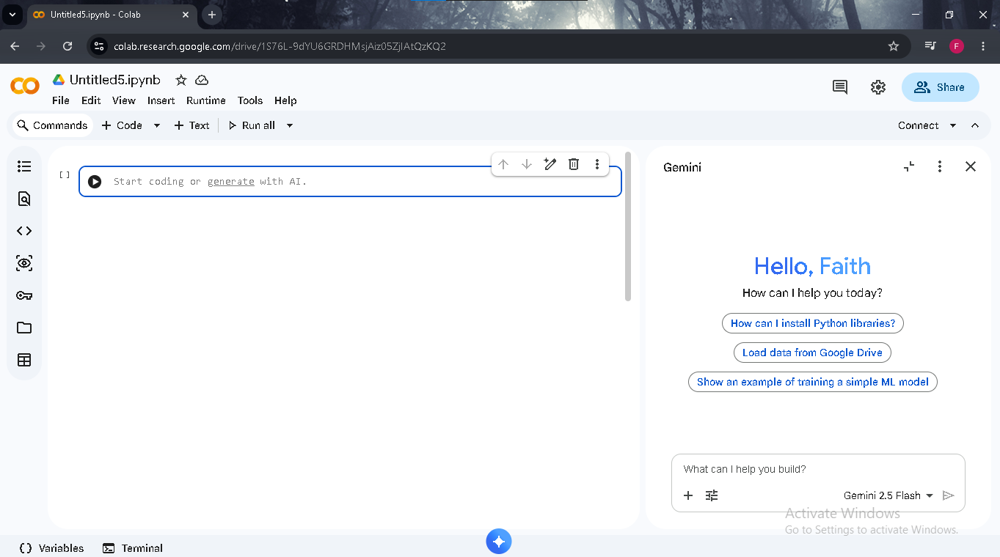 Untitled5.ipynb - Colab
colab.research.google.com/drive/1S76L-9dYU6GRDHMsjAiz05ZjlAtQzKQ2
F
Untitled5.ipynb
File Edit View Insert Runtime Tools Help
Share
Commands + Code + Text Run all Connect
[ ] Start coding or generate with AI.
Gemini
Hello, Faith
How can I help you today?
How can I install Python libraries?
Load data from Google Drive
Show an example of training a simple ML model
What can I help you build?
Gemini 2.5 Flash
Activate Windows
Go to Settings to activate Windows.
Variables Terminal